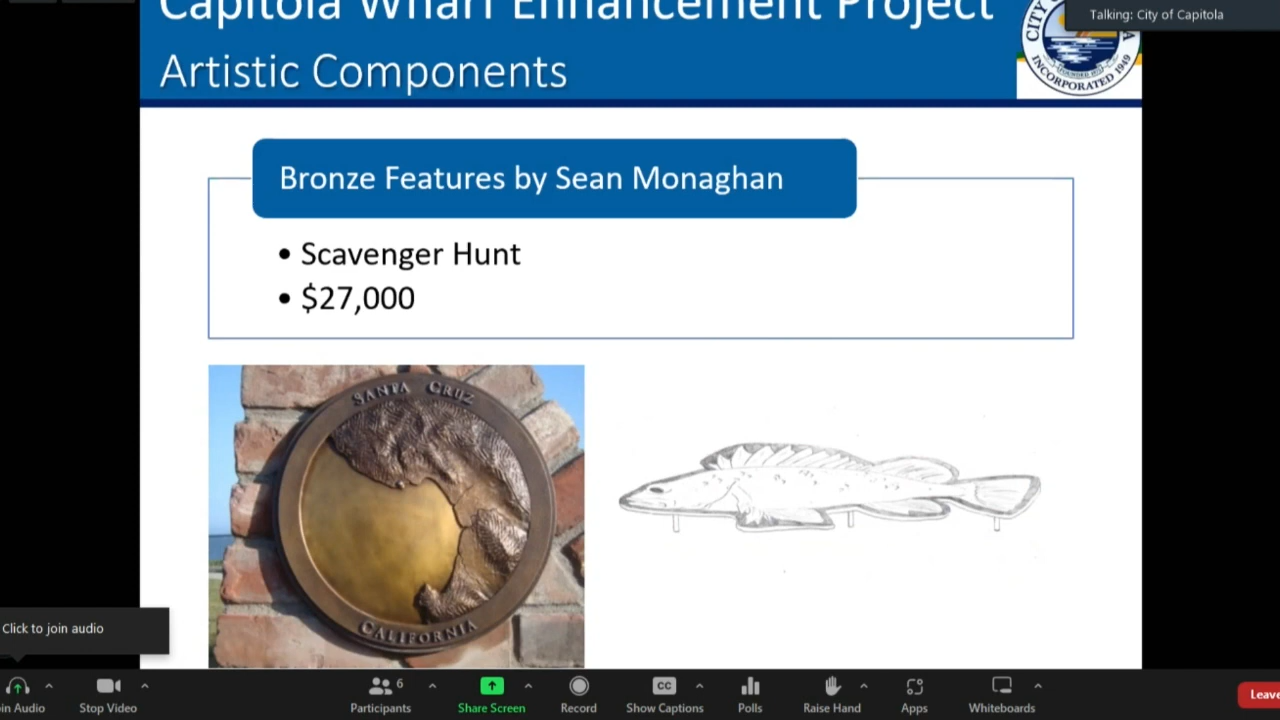 Capitola Wharf Enhancement Project
Talking: City of Capitola
Artistic Components
CITY
INCORPORATED 1949
Bronze Features by Sean Monaghan
• Scavenger Hunt
• $27,000
SANTA CRUZ
CALIFORNIA
Click to join audio
in Audio
Stop Video
Participants
6
Share Screen
Record
CC
Show Captions
Polls
Raise Hand
Apps
Whiteboards
Leave